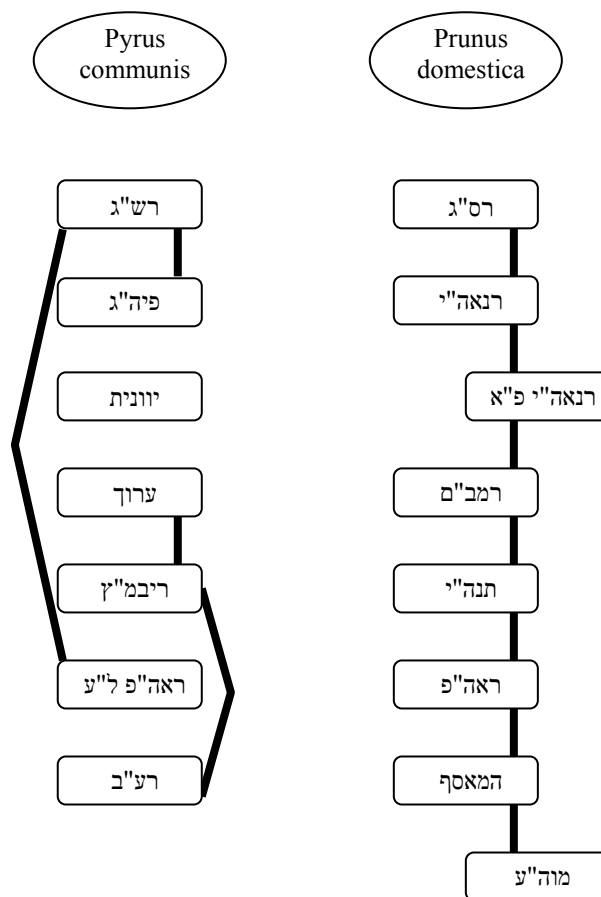 Pyrus
communis
Prunus
domestica
רש"ג
רס"ג
פיה"ג
רנאה"י
יוונית
רנאה"י פ"א
ערוך
רמב"ם
ריבמ"ץ
תנה"י
ראה"פ ל"ע
ראה"פ
רע"ב
המאסף
מוה"ע